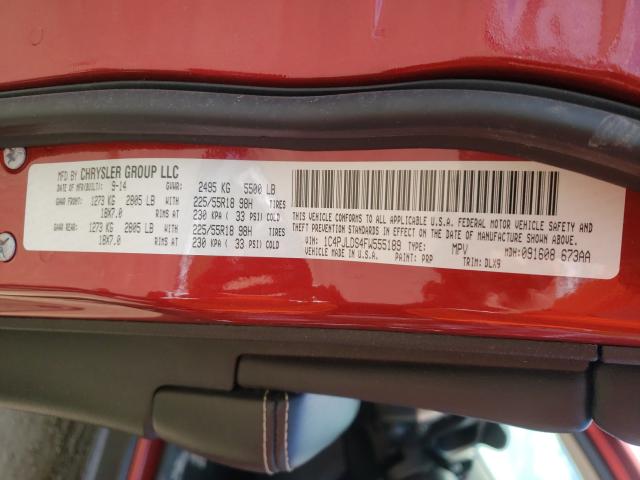 MFD BY CHRYSLER GROUP LLC
DATE OF MFR(BUILT): 9-14 GVWR: 2495 KG 5500 LB
GAWR FRONT: 1273 KG 2805 LB WITH 225/55R18 98H TIRES
18X7.0 RIMS AT 230 KPA ( 33 PSI) COLD
GAWR REAR: 1273 KG 2805 LB WITH 225/55R18 98H TIRES
18X7.0 RIMS AT 230 KPA ( 33 PSI) COLD
THIS VEHICLE CONFORMS TO ALL APPLICABLE U.S.A. FEDERAL MOTOR VEHICLE SAFETY AND
THEFT PREVENTION STANDARDS IN EFFECT ON THE DATE OF MANUFACTURE SHOWN ABOVE.
VIN: 1C4PJLDS4FW555189 TYPE: MPV MDH: 091608 673AA
VEHICLE MADE IN U.S.A. PAINT: PRP TRIM: DLX9